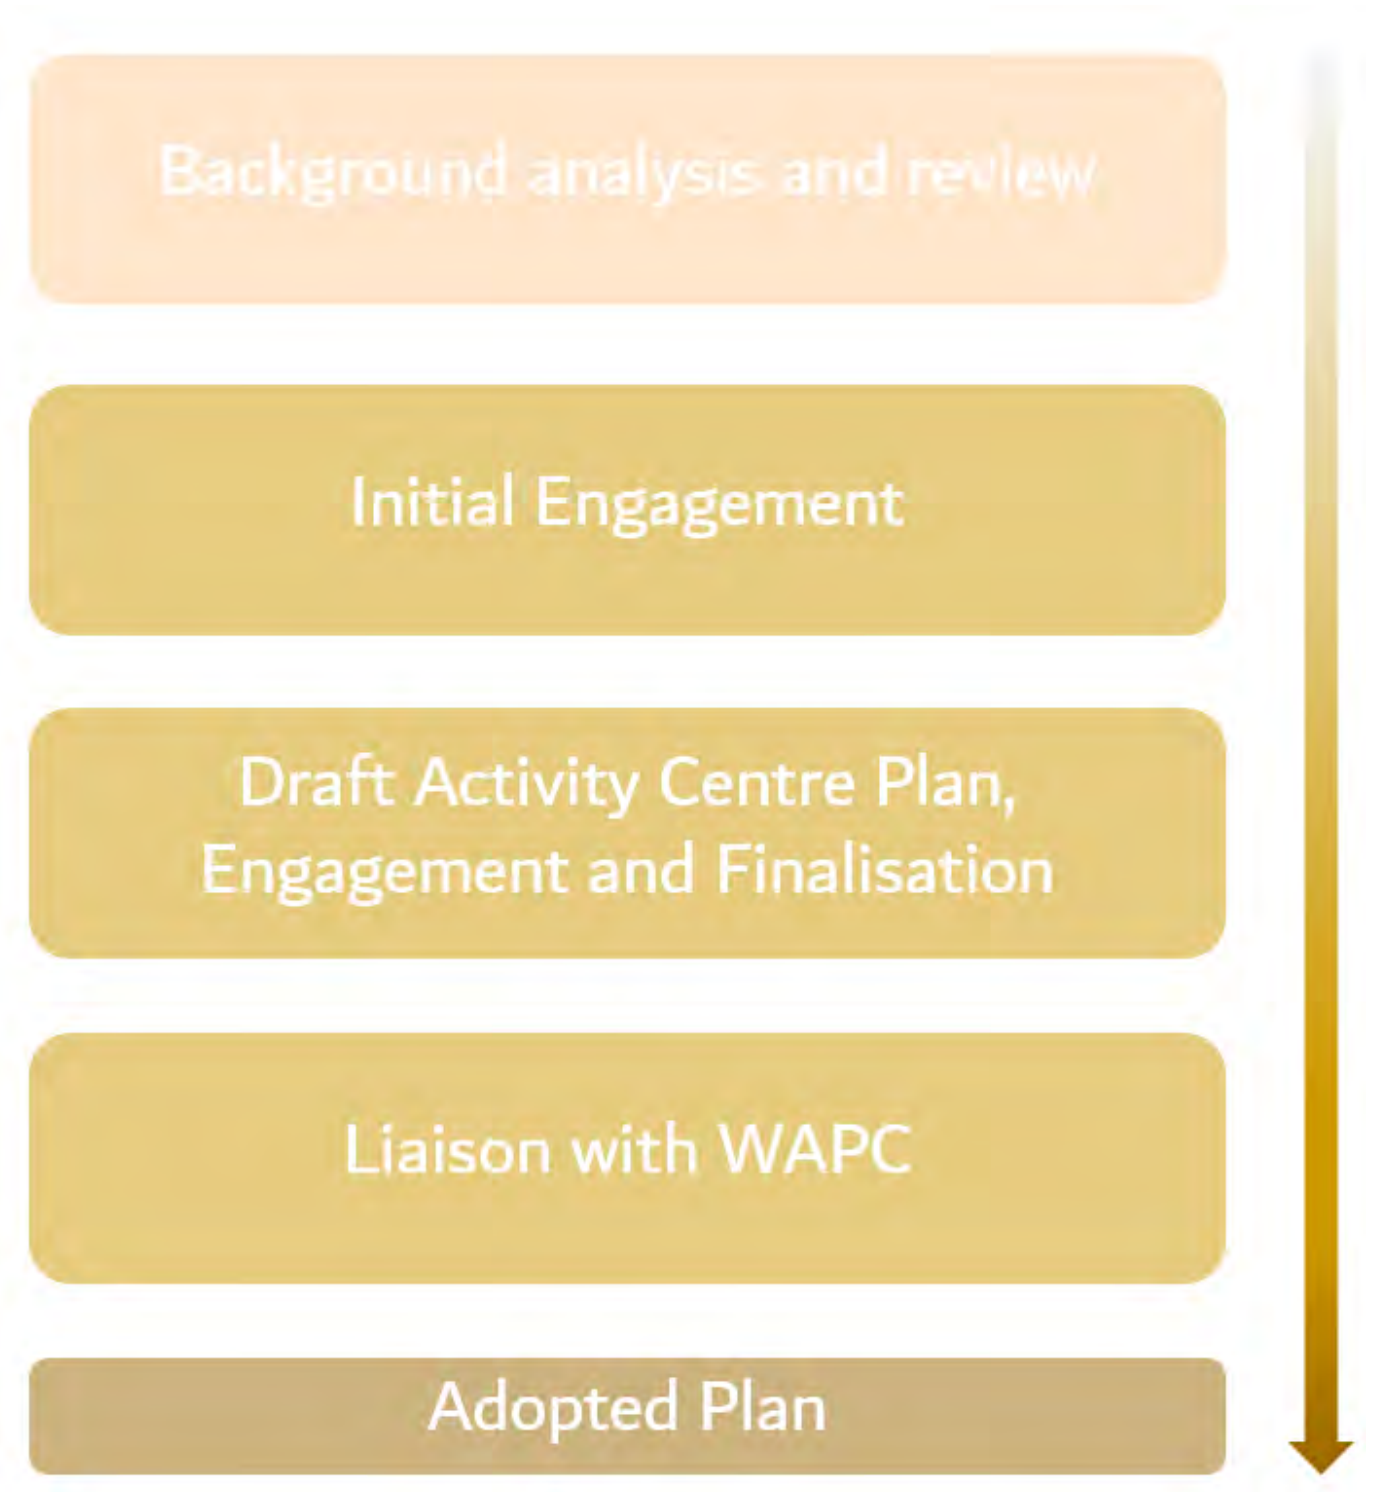 Background analysis and review
Initial Engagement
Draft Activity Centre Plan,
Engagement and Finalisation
Liaison with WAPC
Adopted Plan